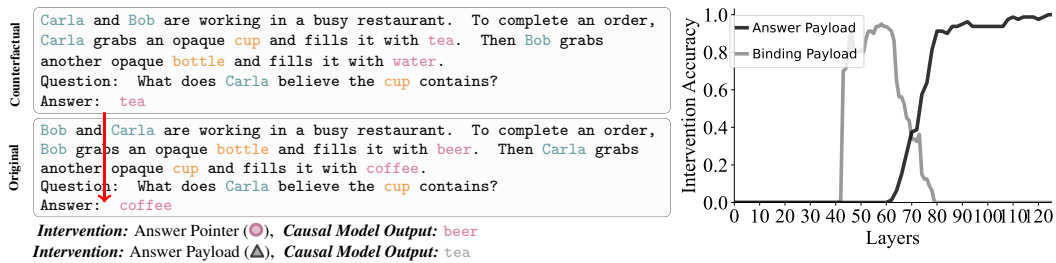 Counterfactual
Carla and Bob are working in a busy restaurant. To complete an order,
Carla grabs an opaque cup and fills it with tea. Then Bob grabs
another opaque bottle and fills it with water.
Question: What does Carla believe the cup contains?
Answer: tea
Original
Bob and Carla are working in a busy restaurant. To complete an order,
Bob grabs an opaque bottle and fills it with beer. Then Carla grabs
another opaque cup and fills it with coffee.
Question: What does Carla believe the cup contains?
Answer: coffee
Intervention: Answer Pointer (), Causal Model Output: beer
Intervention: Answer Payload (), Causal Model Output: tea
Intervention Accuracy
1.0
0.8
0.6
0.4
0.2
0.0
Answer Payload
Binding Payload
0 10 20 30 40 50 60 70 80 90 100 110 120
Layers